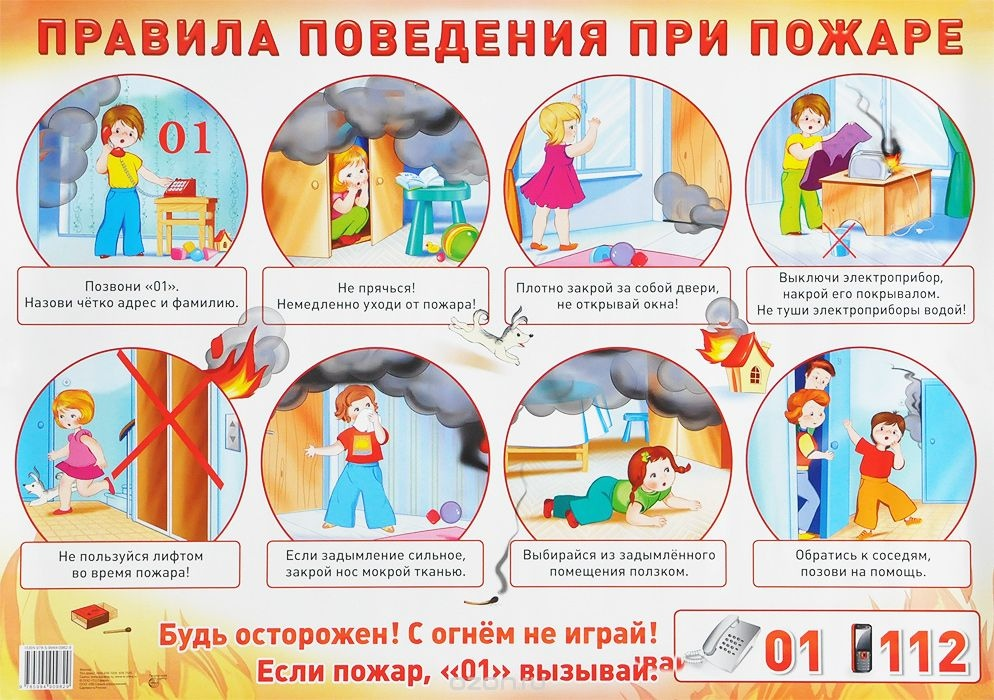 ПРАВИЛА ПОВЕДЕНИЯ ПРИ ПОЖАРЕ
01
Позвони «01».
Назови чётко адрес и фамилию.
Не прячься!
Немедленно уходи от пожара!
Плотно закрой за собой двери,
не открывай окна!
Выключи электроприбор,
накрой его покрывалом.
Не туши электроприборы водой!
Не пользуйся лифтом
во время пожара!
Если задымление сильное,
закрой нос мокрой тканью.
Выбирайся из задымлённого
помещения ползком.
Обратись к соседям,
позови на помощь.
Будь осторожен! С огнём не играй!
Если пожар, «01» вызывай!
01 112